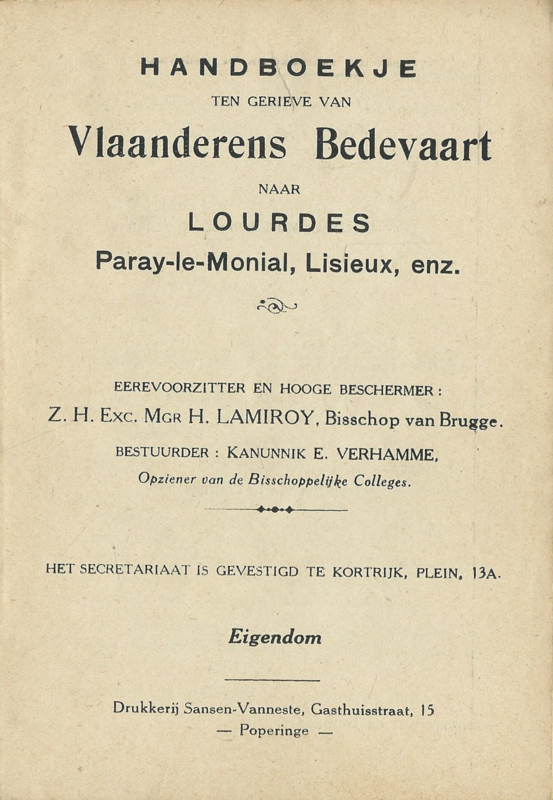 HANDBOEKJE
TEN GERIEVE VAN
Vlaanderens Bedevaart
NAAR
LOURDES
Paray-le-Monial, Lisieux, enz.
EEREVOORZITTER EN HOOGE BESCHERMER :
Z. H. Exc. Mgr H. LAMIROY, Bisschop van Brugge.
BESTUURDER : KANUNNIK E. VERHAMME,
Opziener van de Bisschoppelijke Colleges.
HET SECRETARIAAT IS GEVESTIGD TE KORTRIJK, PLEIN, 13A.
Eigendom
Drukkerij Sansen-Vanneste, Gasthuisstraat, 15
— Poperinge —